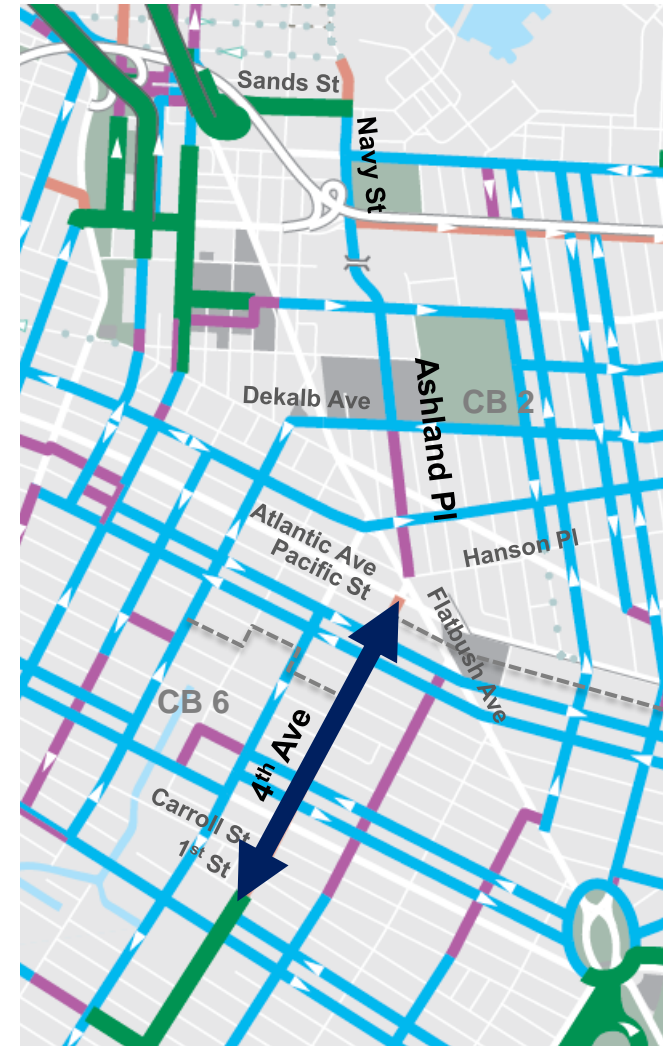 Sands St
Navy St
Dekalb Ave
Ashland Pl
CB 2
Atlantic Ave
Pacific St
Hanson Pl
Flatbush Ave
CB 6
4th Ave
Carroll St
1st St